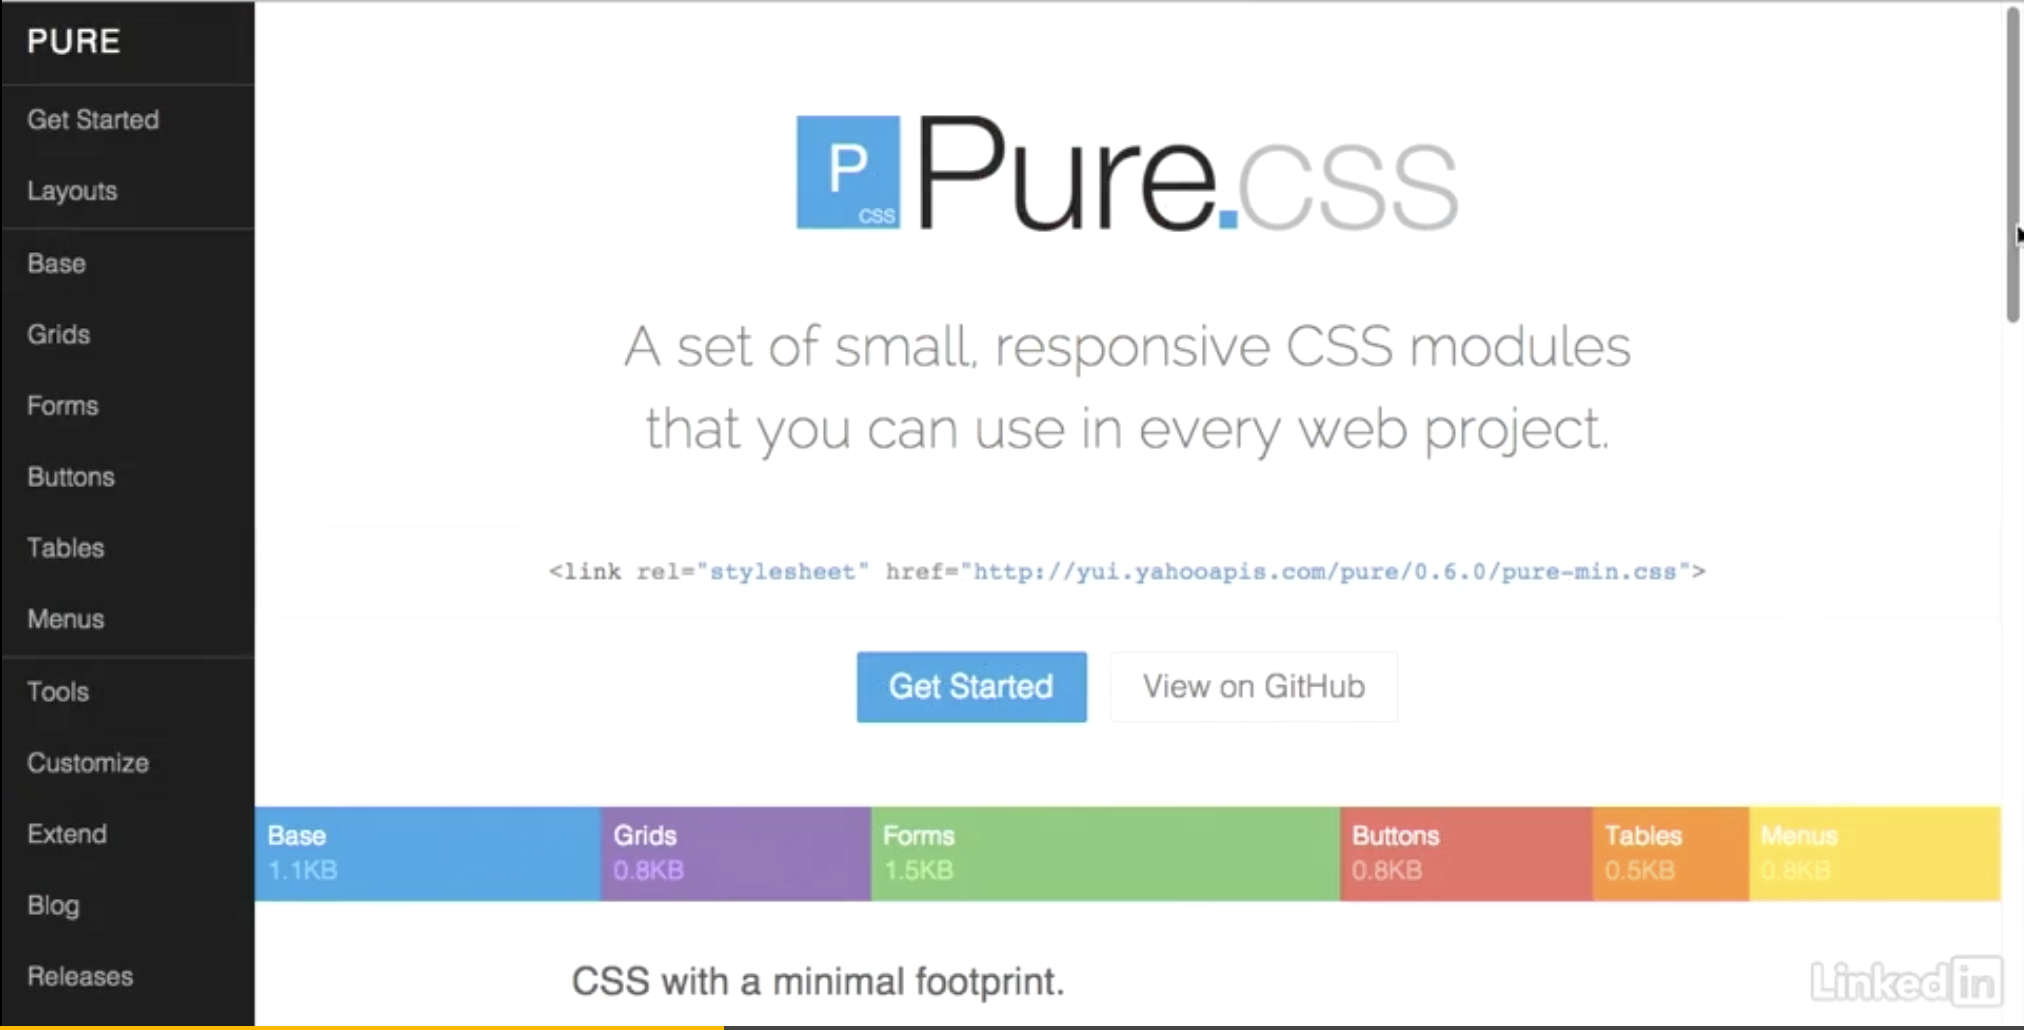 PURE
Get Started
Layouts
Base
Grids
Forms
Buttons
Tables
Menus
Tools
Customize
Extend
Blog
Releases
P
CSS
Pure.css
A set of small, responsive CSS modules
that you can use in every web project.
<link rel="stylesheet" href="http://yui.yahooapis.com/pure/0.6.0/pure-min.css">
Get Started
View on GitHub
Base
1.1KB
Grids
0.8KB
Forms
1.5KB
Buttons
0.8KB
Tables
0.5KB
Menus
0.8KB
CSS with a minimal footprint.
Linked in